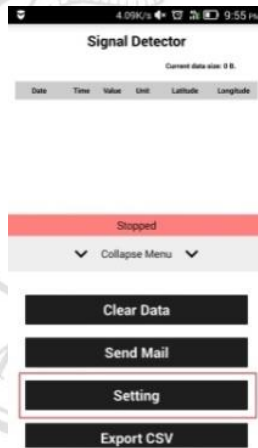 4.09K/s 9:55 PM
Signal Detector
Current data size: 0 B.
Date Time Value Unit Latitude Longitude
Stopped
Collapse Menu
Clear Data
Send Mail
Setting
Export CSV